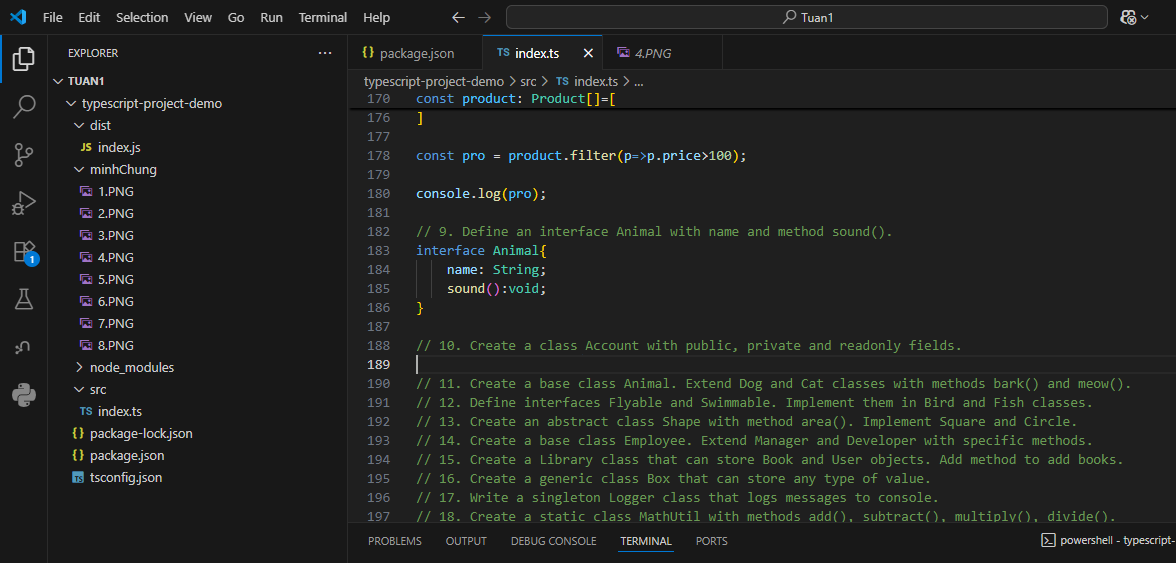 File Edit Selection View Go Run Terminal Help
Tuan1
EXPLORER
TUAN1
typescript-project-demo
dist
JS index.js
minhChung
1.PNG
2.PNG
3.PNG
4.PNG
5.PNG
6.PNG
7.PNG
8.PNG
node_modules
src
TS index.ts
{} package-lock.json
{} package.json
TS tsconfig.json
1
{} package.json
TS index.ts
4.PNG
typescript-project-demo > src > TS index.ts > ...
170 const product: Product[]=[
176 ]
177
178 const pro = product.filter(p=>p.price>100);
179
180 console.log(pro);
181
182 // 9. Define an interface Animal with name and method sound().
183 interface Animal{
184 name: String;
185 sound():void;
186 }
187
188 // 10. Create a class Account with public, private and readonly fields.
189
190 // 11. Create a base class Animal. Extend Dog and Cat classes with methods bark() and meow().
191 // 12. Define interfaces Flyable and Swimmable. Implement them in Bird and Fish classes.
192 // 13. Create an abstract class Shape with method area(). Implement Square and Circle.
193 // 14. Create a base class Employee. Extend Manager and Developer with specific methods.
194 // 15. Create a Library class that can store Book and User objects. Add method to add books.
195 // 16. Create a generic class Box that can store any type of value.
196 // 17. Write a singleton Logger class that logs messages to console.
197 // 18. Create a static class MathUtil with methods add(), subtract(), multiply(), divide().
PROBLEMS OUTPUT DEBUG CONSOLE TERMINAL PORTS
powershell - typescript-